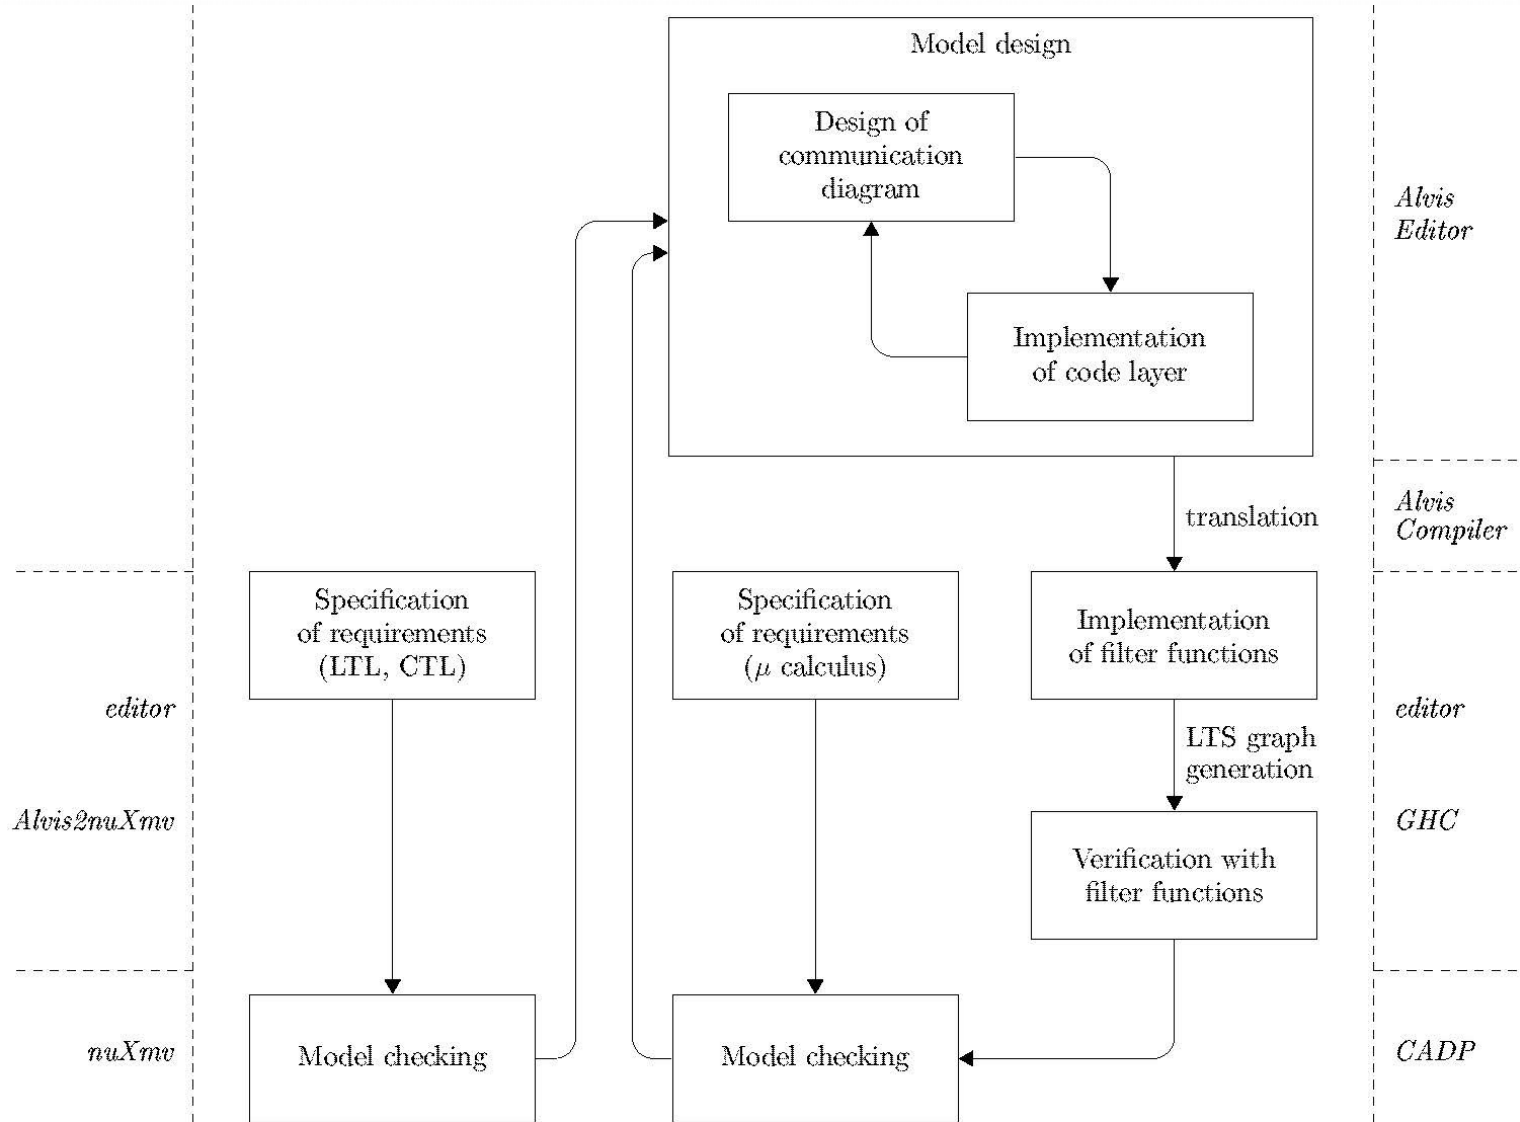 Model design
Design of
communication
diagram
Alvis
Editor
Implementation
of code layer
translation
Alvis
Compiler
Specification
of requirements
(LTL, CTL)
Specification
of requirements
(μ calculus)
Implementation
of filter functions
editor
editor
LTS graph
generation
Alvis2nuXmv
GHC
Verification with
filter functions
nuXmv
Model checking
Model checking
CADP